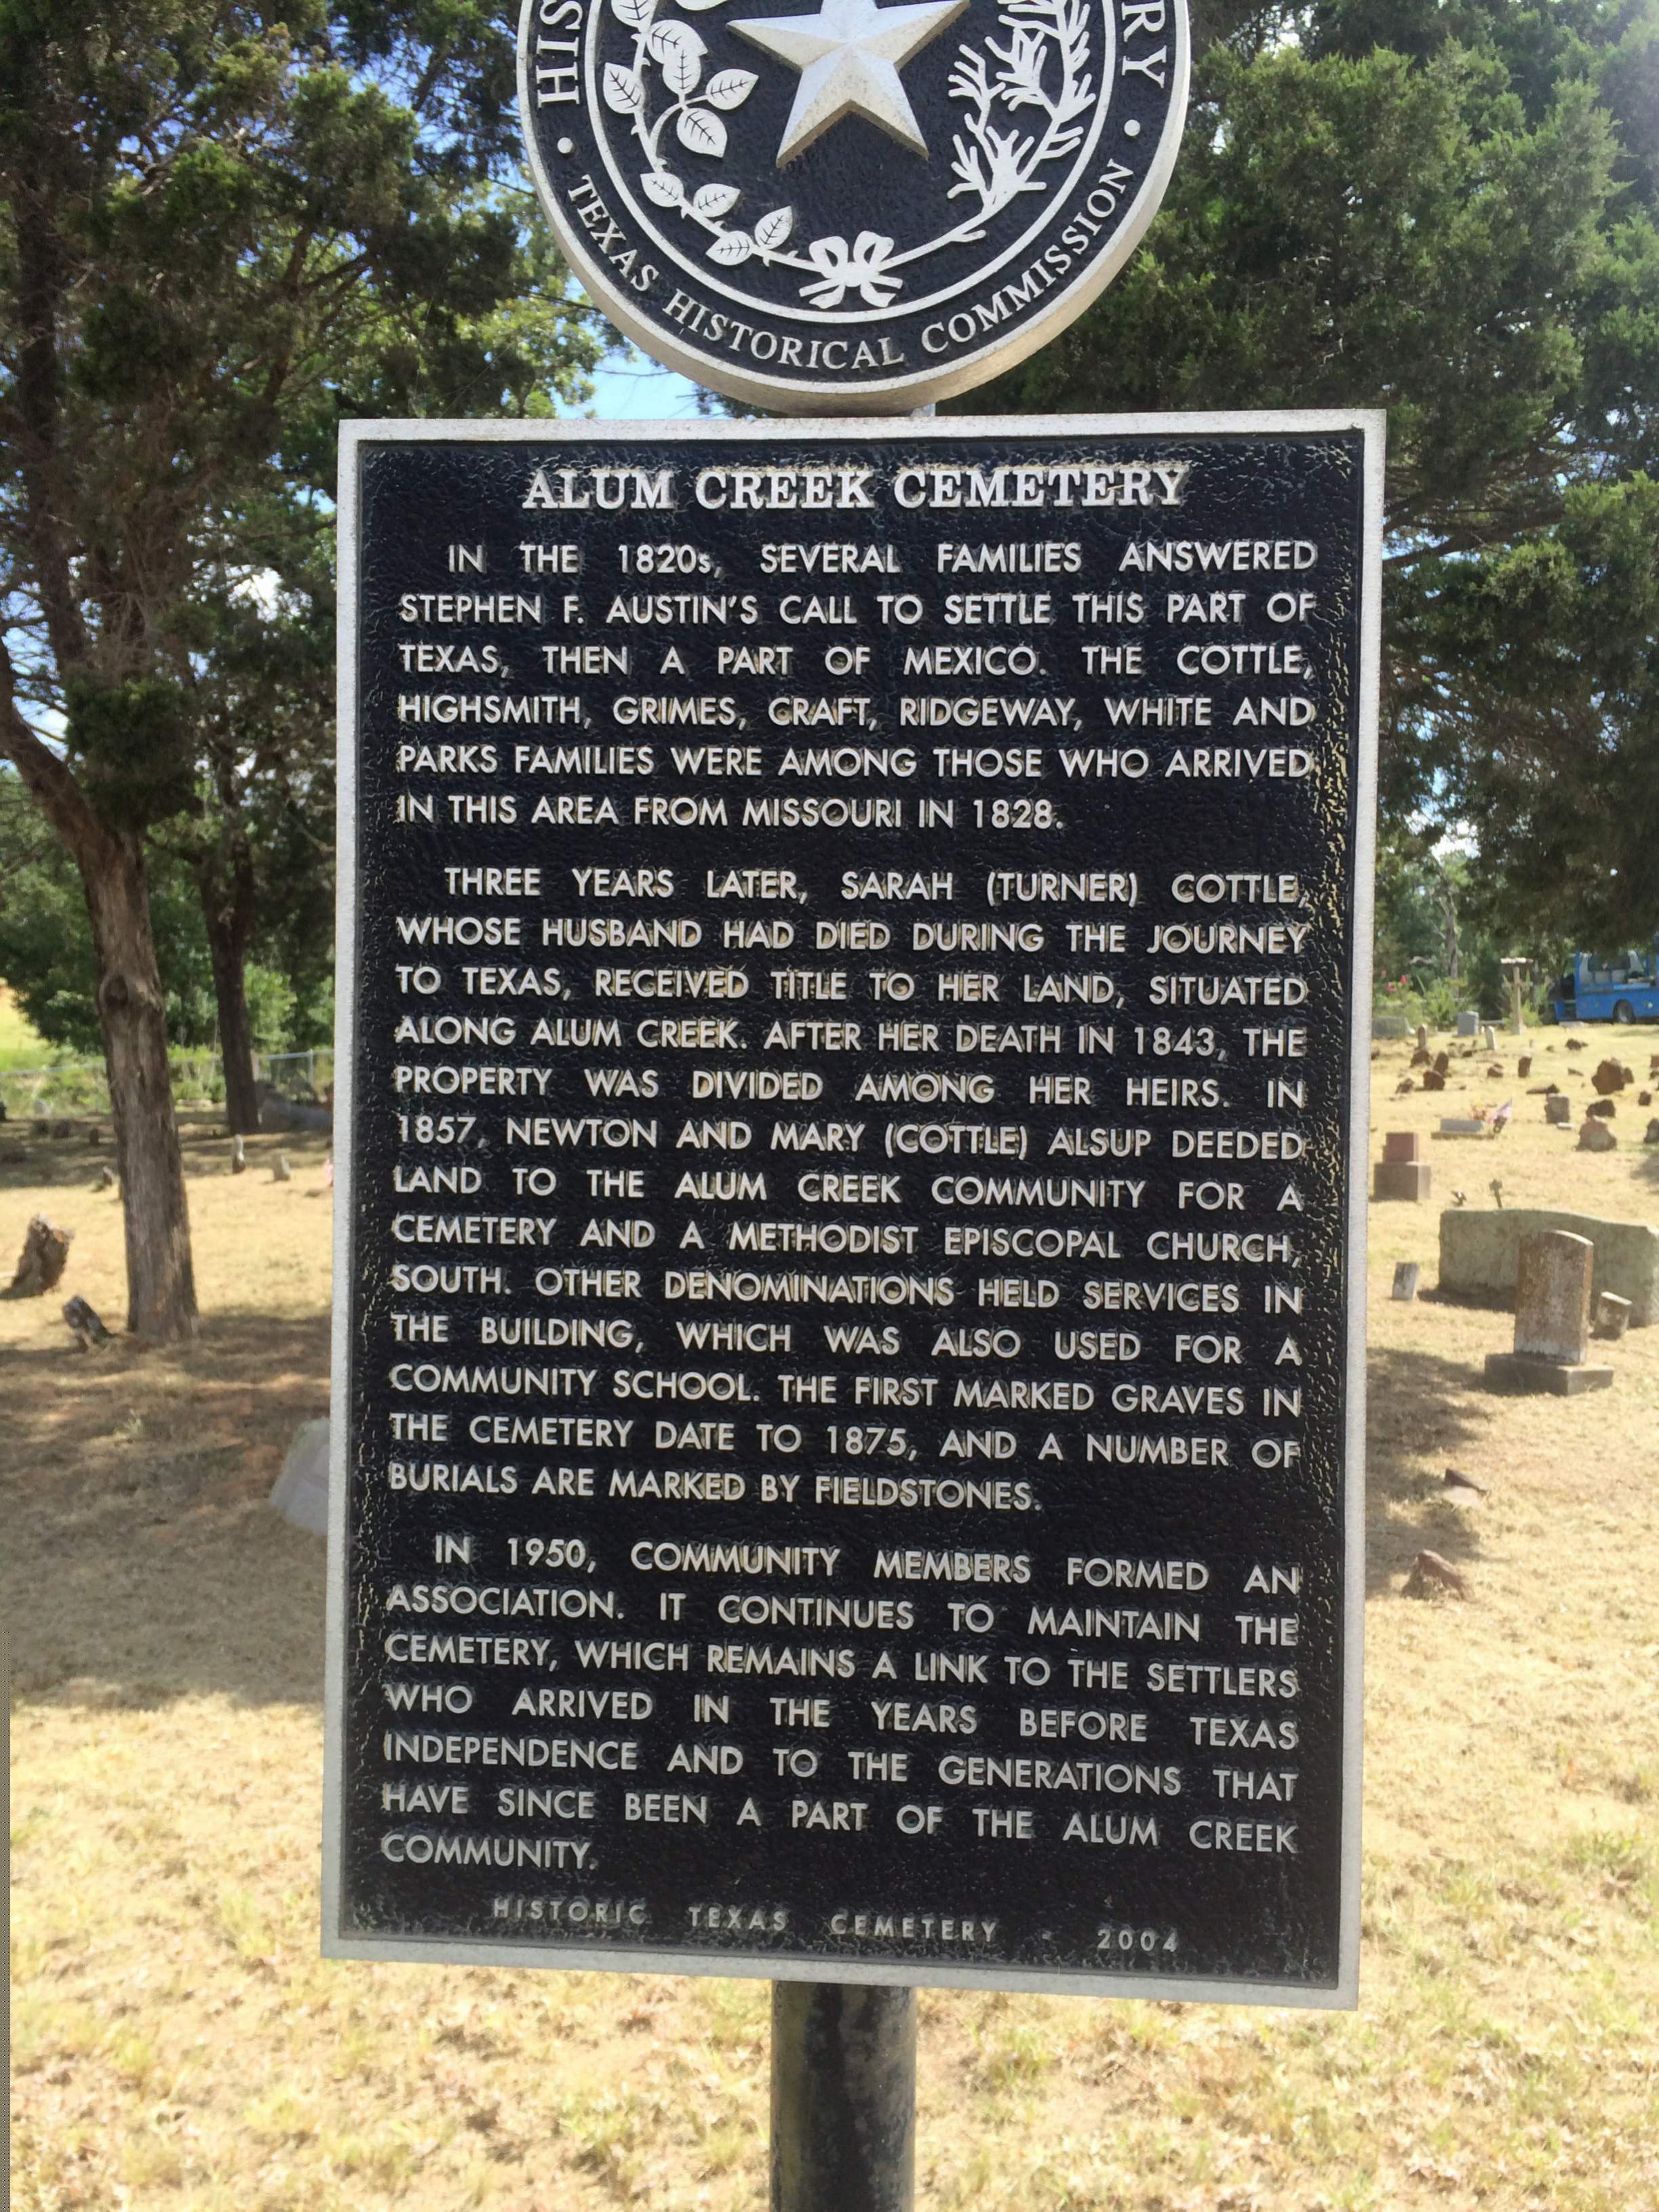 HIS RY
• TEXAS HISTORICAL COMMISSION •
ALUM CREEK CEMETERY
IN THE 1820s, SEVERAL FAMILIES ANSWERED
STEPHEN F. AUSTIN'S CALL TO SETTLE THIS PART OF
TEXAS, THEN A PART OF MEXICO. THE COTTLE,
HIGHSMITH, GRIMES, CRAFT, RIDGEWAY, WHITE AND
PARKS FAMILIES WERE AMONG THOSE WHO ARRIVED
IN THIS AREA FROM MISSOURI IN 1828.
THREE YEARS LATER, SARAH (TURNER) COTTLE,
WHOSE HUSBAND HAD DIED DURING THE JOURNEY
TO TEXAS, RECEIVED TITLE TO HER LAND, SITUATED
ALONG ALUM CREEK. AFTER HER DEATH IN 1843, THE
PROPERTY WAS DIVIDED AMONG HER HEIRS. IN
1857, NEWTON AND MARY (COTTLE) ALSUP DEEDED
LAND TO THE ALUM CREEK COMMUNITY FOR A
CEMETERY AND A METHODIST EPISCOPAL CHURCH,
SOUTH. OTHER DENOMINATIONS HELD SERVICES IN
THE BUILDING, WHICH WAS ALSO USED FOR A
COMMUNITY SCHOOL. THE FIRST MARKED GRAVES IN
THE CEMETERY DATE TO 1875, AND A NUMBER OF
BURIALS ARE MARKED BY FIELDSTONES.
IN 1950, COMMUNITY MEMBERS FORMED AN
ASSOCIATION. IT CONTINUES TO MAINTAIN THE
CEMETERY, WHICH REMAINS A LINK TO THE SETTLERS
WHO ARRIVED IN THE YEARS BEFORE TEXAS
INDEPENDENCE AND TO THE GENERATIONS THAT
HAVE SINCE BEEN A PART OF THE ALUM CREEK
COMMUNITY.
HISTORIC TEXAS CEMETERY - 2004